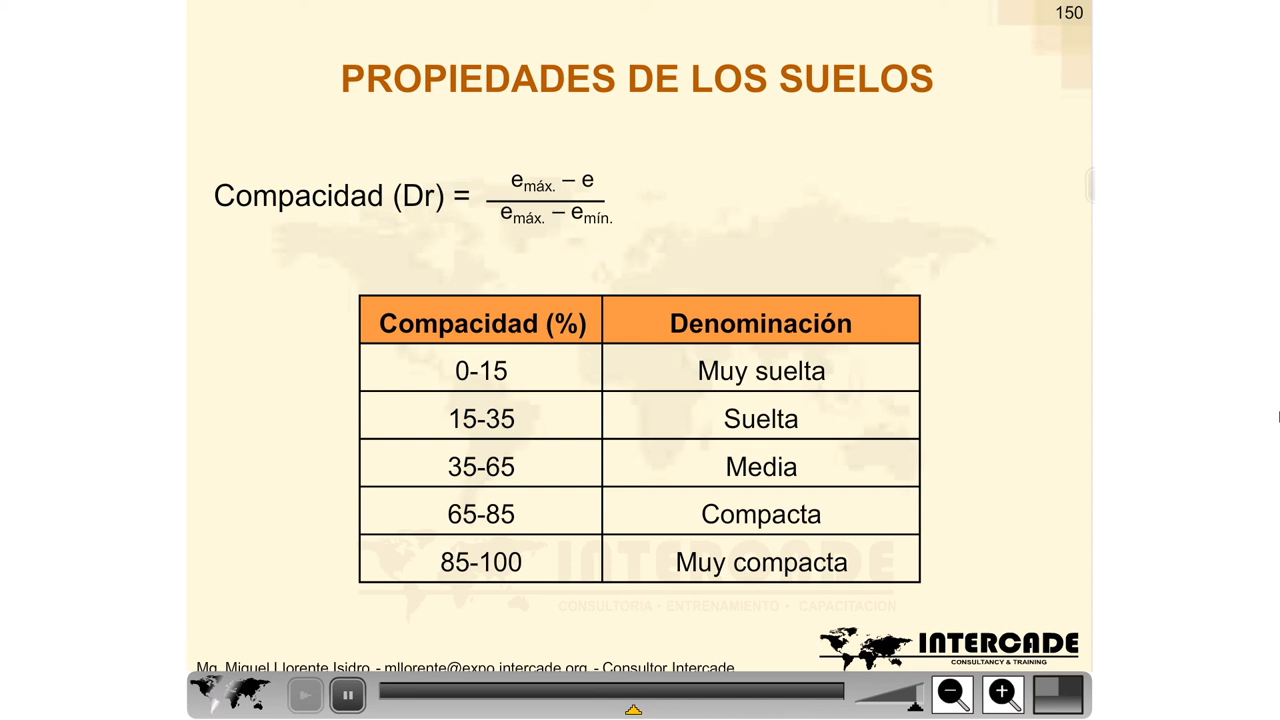 150
PROPIEDADES DE LOS SUELOS
Compacidad (Dr) = 
emáx. – e
emáx. – emín.
Compacidad (%) Denominación
0-15 Muy suelta
15-35 Suelta
35-65 Media
65-85 Compacta
85-100 Muy compacta
INTERCADE
CONSULTORIA • ENTRENAMIENTO • CAPACITACION
INTERCADE
CONSULTANCY & TRAINING
Mg. Miguel Llorente Isidro - mllorente@expo.intercade.org - Consultor Intercade